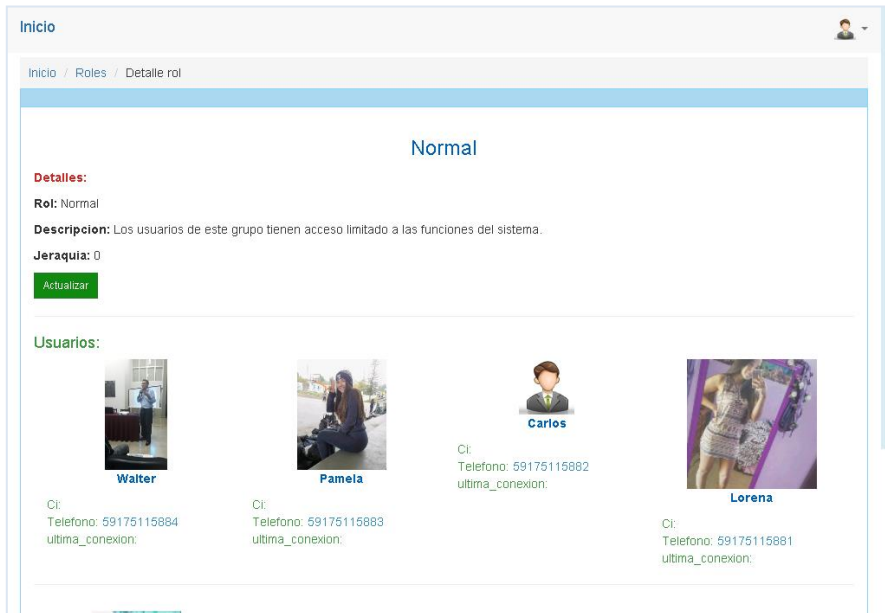 Inicio
Inicio / Roles / Detalle rol
Normal
Detalles:
Rol: Normal
Descripcion: Los usuarios de este grupo tienen acceso limitado a las funciones del sistema.
Jeraquia: 0
Actualizar
Usuarios:
Walter
Ci:
Telefono: 59175115884
ultima_conexion:
Pamela
Ci:
Telefono: 59175115883
ultima_conexion:
Carlos
Ci:
Telefono: 59175115882
ultima_conexion:
Lorena
Ci:
Telefono: 59175115881
ultima_conexion: